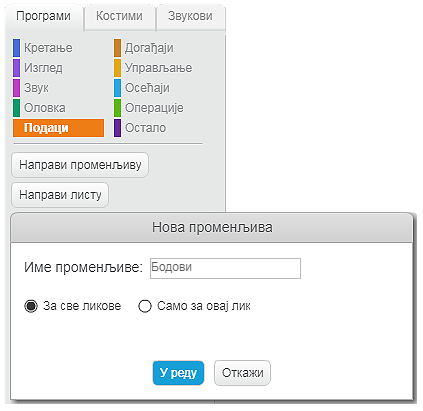 Програми Костими Звукови
Кретање Догађаји
Изглед Управљање
Звук Осећаји
Оловка Операције
Подаци Остало
Направи променљиву
Направи листу
Нова променљива
Име променљиве: Бодови
За све ликове Само за овај лик
У реду Откажи